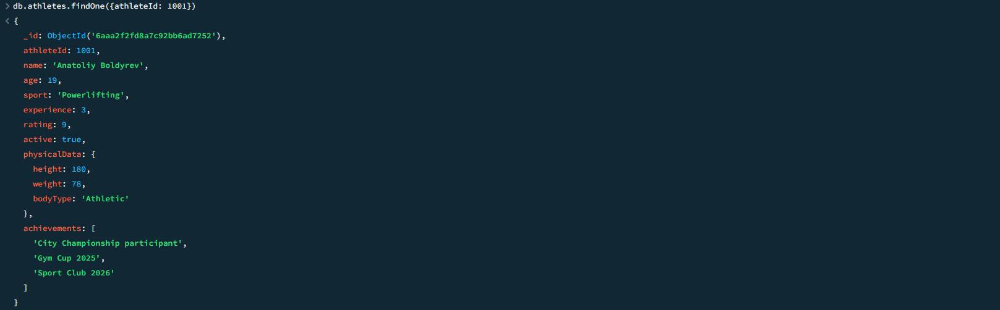 > db.athletes.findOne({athleteId: 1001})
< {
_id: ObjectId('6aaa2f2fd8a7c92bb6ad7252'),
athleteId: 1001,
name: 'Anatoliy Boldyrev',
age: 19,
sport: 'Powerlifting',
experience: 3,
rating: 9,
active: true,
physicalData: {
height: 180,
weight: 78,
bodyType: 'Athletic'
},
achievements: [
'City Championship participant',
'Gym Cup 2025',
'Sport Club 2026'
]
}